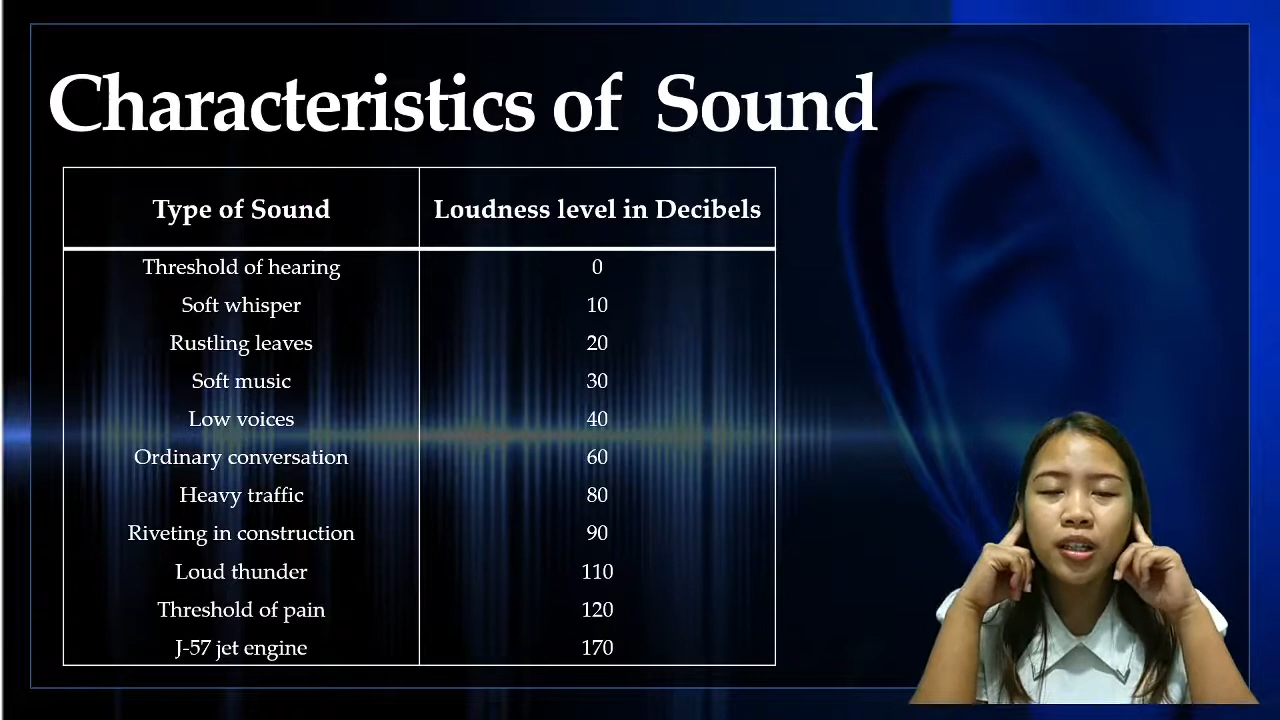 Characteristics of Sound
Type of Sound Loudness level in Decibels
Threshold of hearing 0
Soft whisper 10
Rustling leaves 20
Soft music 30
Low voices 40
Ordinary conversation 60
Heavy traffic 80
Riveting in construction 90
Loud thunder 110
Threshold of pain 120
J-57 jet engine 170